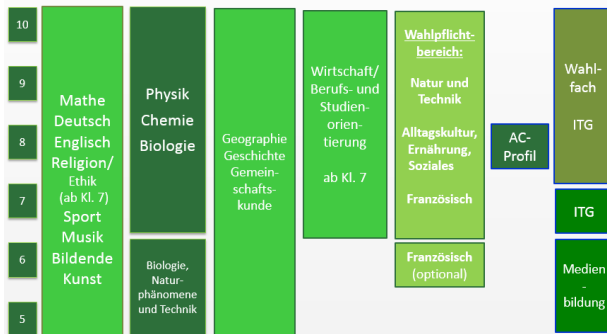 10
9
8
7
6
5
Mathe
Deutsch
Englisch
Religion/
Ethik
(ab Kl. 7)
Sport
Musik
Bildende
Kunst
Physik
Chemie
Biologie
Biologie,
Natur-
phänomene
und Technik
Geographie
Geschichte
Gemein-
schafts-
kunde
Wirtschaft/
Berufs- und
Studien-
orien-
tierung
ab Kl. 7
Wahlpflicht-
bereich:
Natur und
Technik
Alltagskultur,
Ernährung,
Soziales
Französisch
Französisch
(optional)
AC-
Profil
Wahl-
fach
ITG
ITG
Medien
-
bildung